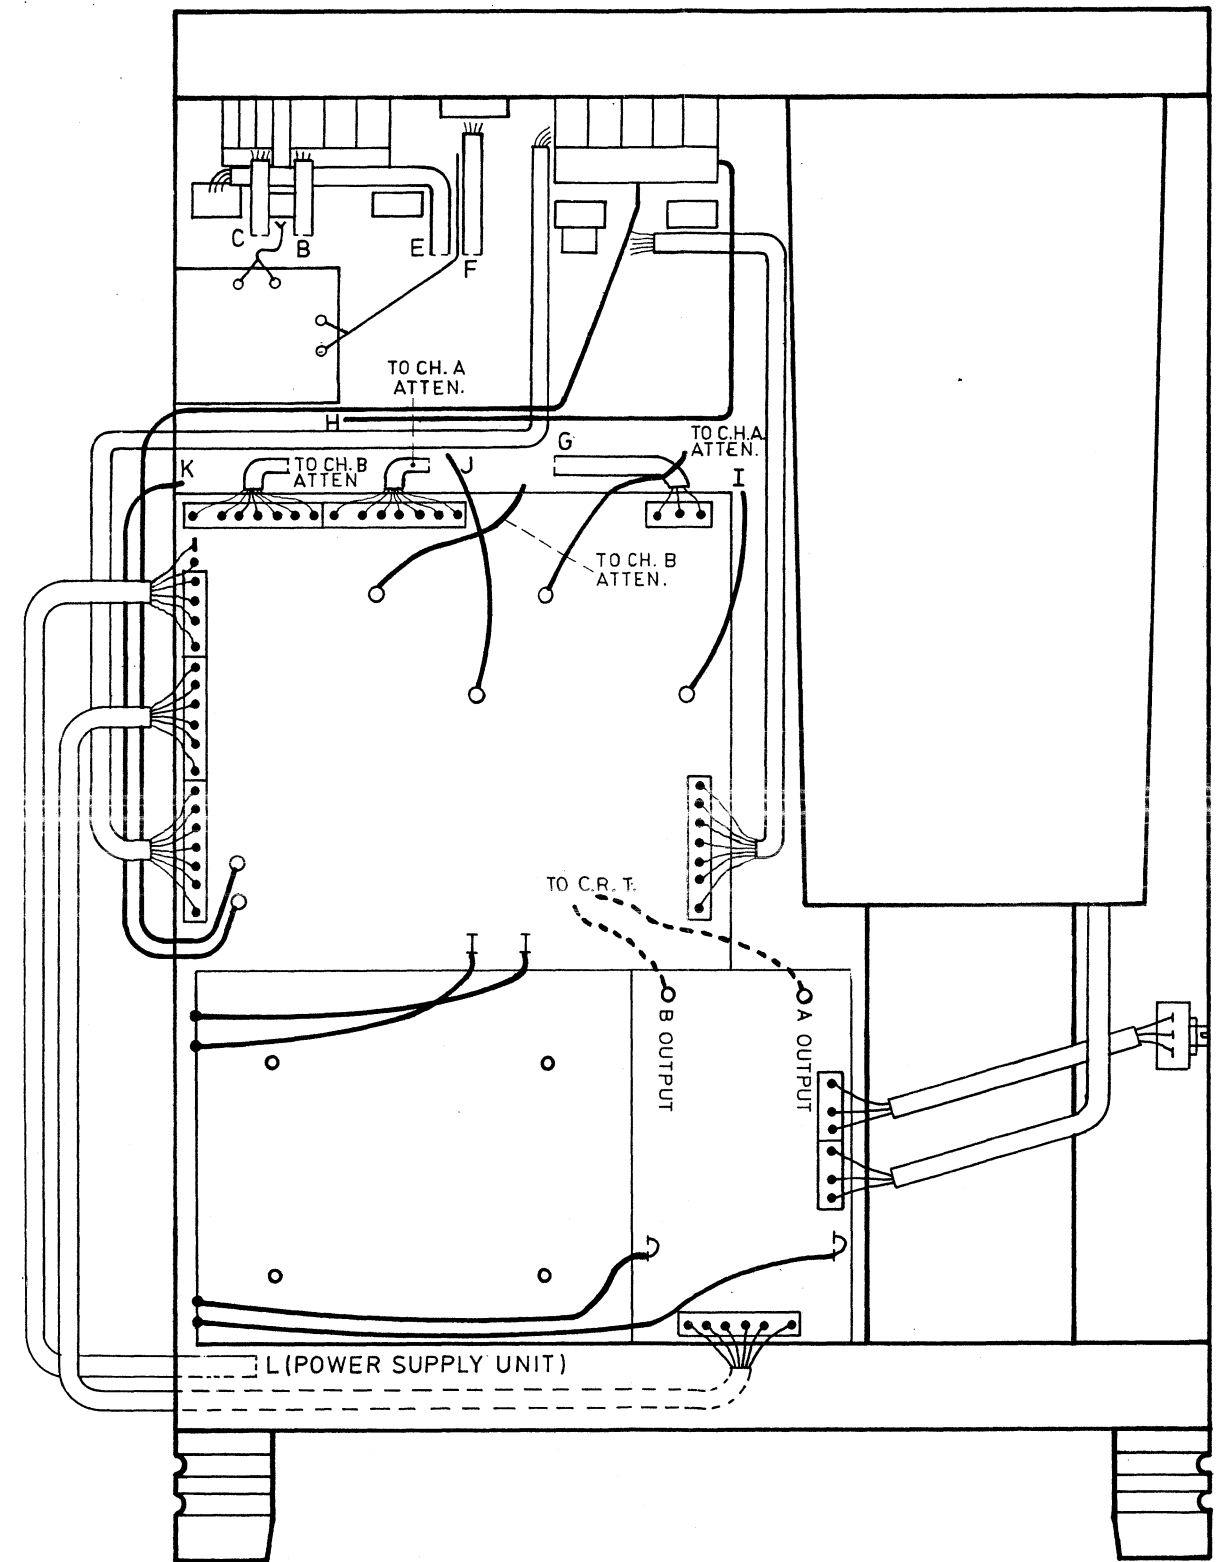 C
B
E
F
TO CH. A
ATTEN.
H
G
TO C.H.A.
ATTEN.
K
TO CH. B
ATTEN
J
I
TO CH. B
ATTEN.
TO C.R.T.
B OUTPUT
A OUTPUT
L (POWER SUPPLY UNIT)